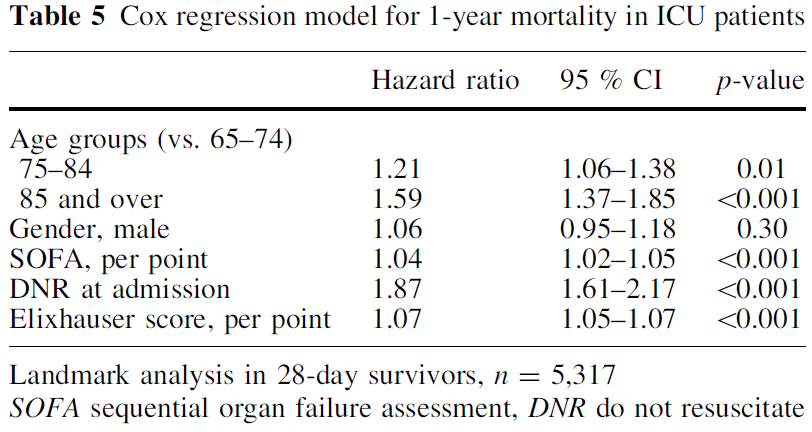 Table 5 Cox regression model for 1-year mortality in ICU patients
Hazard ratio 95 % CI p-value
Age groups (vs. 65–74)
75–84 1.21 1.06–1.38 0.01
85 and over 1.59 1.37–1.85 <0.001
Gender, male 1.06 0.95–1.18 0.30
SOFA, per point 1.04 1.02–1.05 <0.001
DNR at admission 1.87 1.61–2.17 <0.001
Elixhauser score, per point 1.07 1.05–1.07 <0.001
Landmark analysis in 28-day survivors, n = 5,317
SOFA sequential organ failure assessment, DNR do not resuscitate